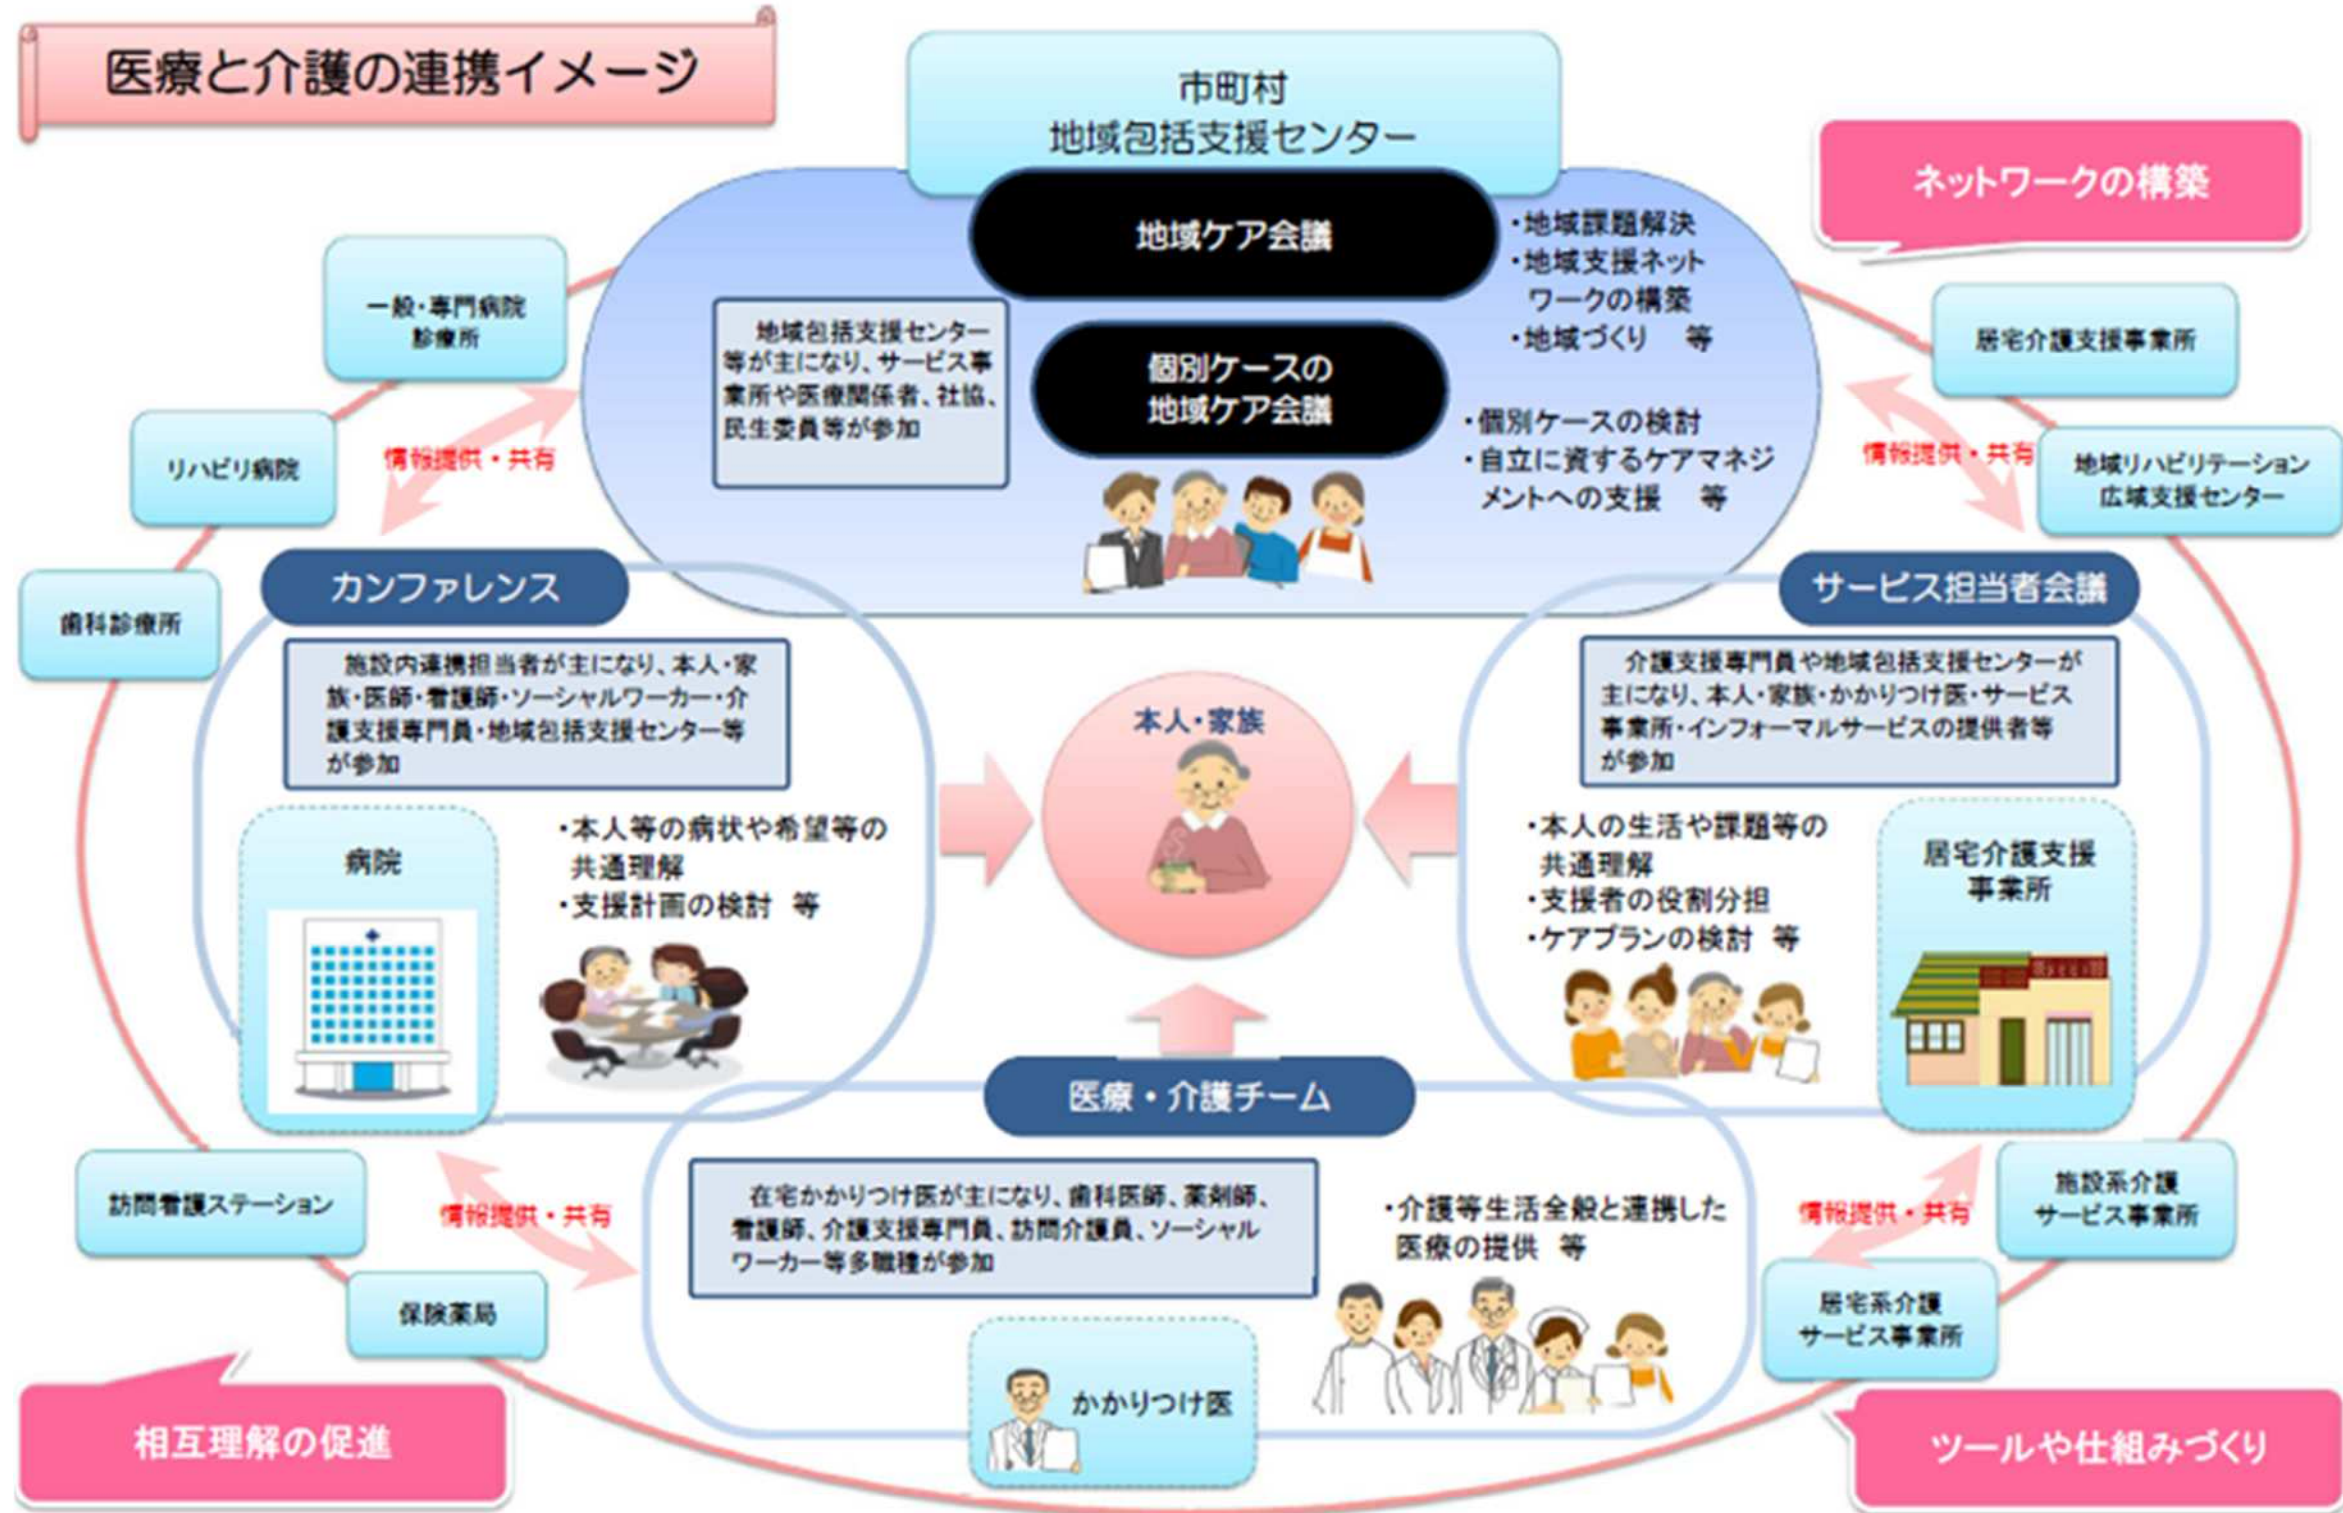 医療と介護の連携イメージ
市町村
地域包括支援センター
ネットワークの構築
地域ケア会議
・地域課題解決
・地域支援ネット
ワークの構築
・地域づくり 等
地域包括支援センター
等が主になり、サービス事
業所や医療関係者、社協、
民生委員等が参加
個別ケースの
地域ケア会議
・個別ケースの検討
・自立に資するケアマネジ
メントへの支援 等
一般・専門病院
診療所
リハビリ病院
歯科診療所
情報提供・共有
居宅介護支援事業所
情報提供・共有
地域リハビリテーション
広域支援センター
カンファレンス
施設内連携担当者が主になり、本人・家
族・医師・看護師・ソーシャルワーカー・介
護支援専門員・地域包括支援センター等
が参加
病院
・本人等の病状や希望等の
共通理解
・支援計画の検討 等
本人・家族
サービス担当者会議
介護支援専門員や地域包括支援センターが
主になり、本人・家族・かかりつけ医・サービス
事業所・インフォーマルサービスの提供者等
が参加
・本人の生活や課題等の
共通理解
・支援者の役割分担
・ケアプランの検討 等
居宅介護支援
事業所
医療・介護チーム
在宅かかりつけ医が主になり、歯科医師、薬剤師、
看護師、介護支援専門員、訪問介護員、ソーシャル
ワーカー等多職種が参加
・介護等生活全般と連携した
医療の提供 等
かかりつけ医
訪問看護ステーション
情報提供・共有
保険薬局
情報提供・共有
施設系介護
サービス事業所
居宅系介護
サービス事業所
相互理解の促進
ツールや仕組みづくり